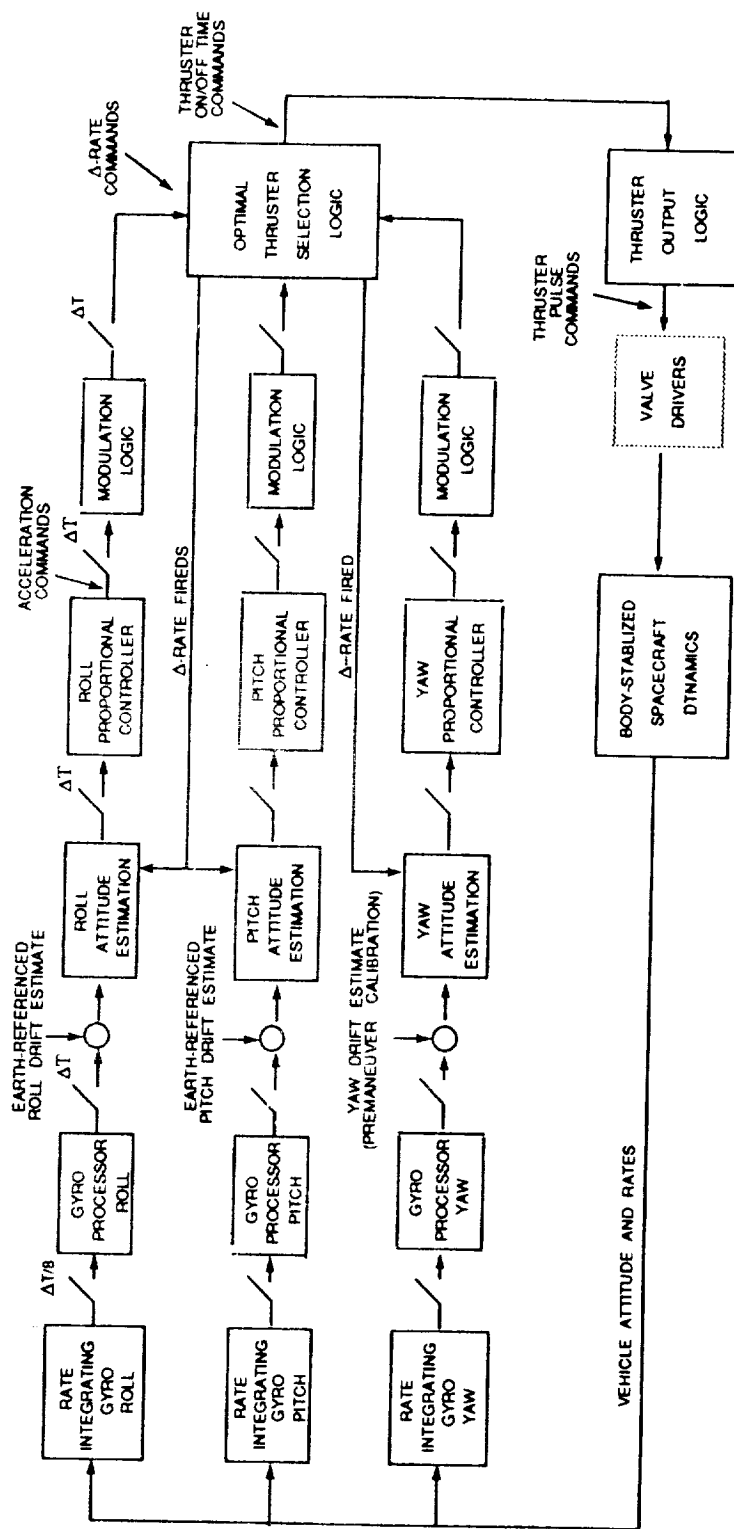 RATE
INTEGRATING
GYRO
ROLL
ΔT/8
GYRO
PROCESSOR
ROLL
ΔT
EARTH-REFERENCED
ROLL DRIFT ESTIMATE
ROLL
ATTITUDE
ESTIMATION
ΔT
ROLL
PROPORTIONAL
CONTROLLER
ACCELERATION
COMMANDS
ΔT
MODULATION
LOGIC
ΔT
Δ-RATE
COMMANDS
Δ-RATE FIREDS
RATE
INTEGRATING
GYRO
PITCH
GYRO
PROCESSOR
PITCH
EARTH-REFERENCED
PITCH DRIFT ESTIMATE
PITCH
ATTITUDE
ESTIMATION
PITCH
PROPORTIONAL
CONTROLLER
MODULATION
LOGIC
OPTIMAL
THRUSTER
SELECTION
LOGIC
THRUSTER
ON/OFF TIME
COMMANDS
Δ-RATE FIRED
RATE
INTEGRATING
GYRO
YAW
GYRO
PROCESSOR
YAW
YAW DRIFT ESTIMATE
(PREMANEUVER CALIBRATION)
YAW
ATTITUDE
ESTIMATION
YAW
PROPORTIONAL
CONTROLLER
MODULATION
LOGIC
VEHICLE ATTITUDE AND RATES
BODY-STABLIZED
SPACECRAFT
DTNAMICS
VALVE
DRIVERS
THRUSTER
PULSE
COMMANDS
THRUSTER
OUTPUT
LOGIC